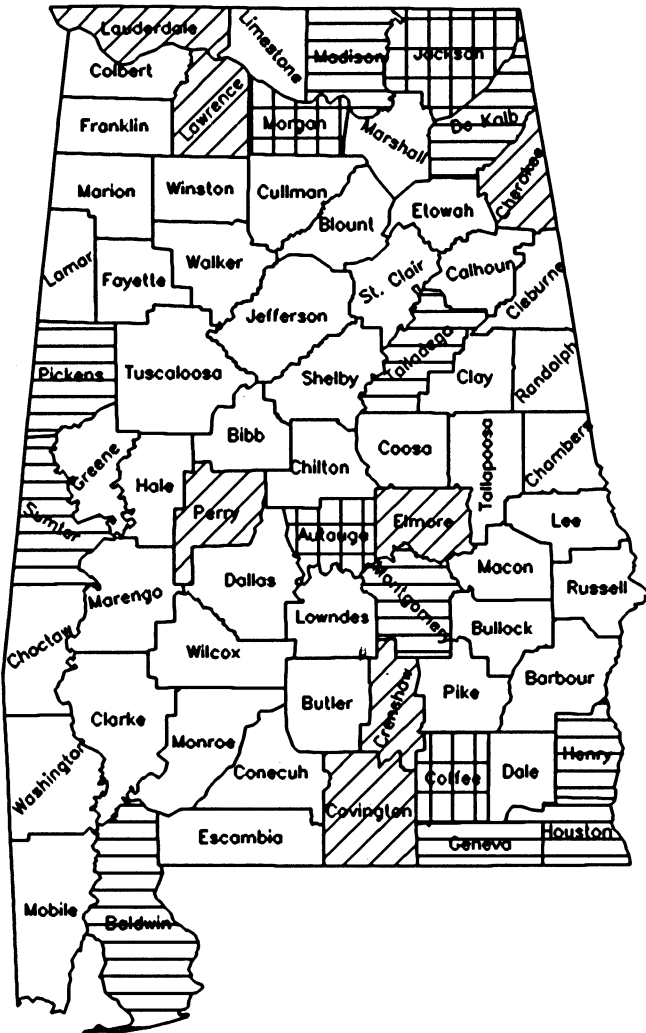 Lauderdale
Limestone
Madison
Jackson
Colbert
Lawrence
Franklin
Morgan
Marshall
De Kalb
Cherokee
Marion
Winston
Cullman
Blount
Etowah
Lamar
Fayette
Walker
Jefferson
St. Clair
Calhoun
Cleburne
Pickens
Tuscaloosa
Shelby
Talladega
Clay
Randolph
Greene
Hale
Bibb
Chilton
Coosa
Tallapoosa
Chambers
Sumter
Perry
Autauga
Elmore
Lee
Marengo
Dallas
Lowndes
Montgomery
Macon
Russell
Choctaw
Wilcox
Bullock
Clarke
Butler
Crenshaw
Pike
Barbour
Washington
Monroe
Conecuh
Covington
Coffee
Dale
Henry
Escambia
Geneva
Houston
Mobile
Baldwin